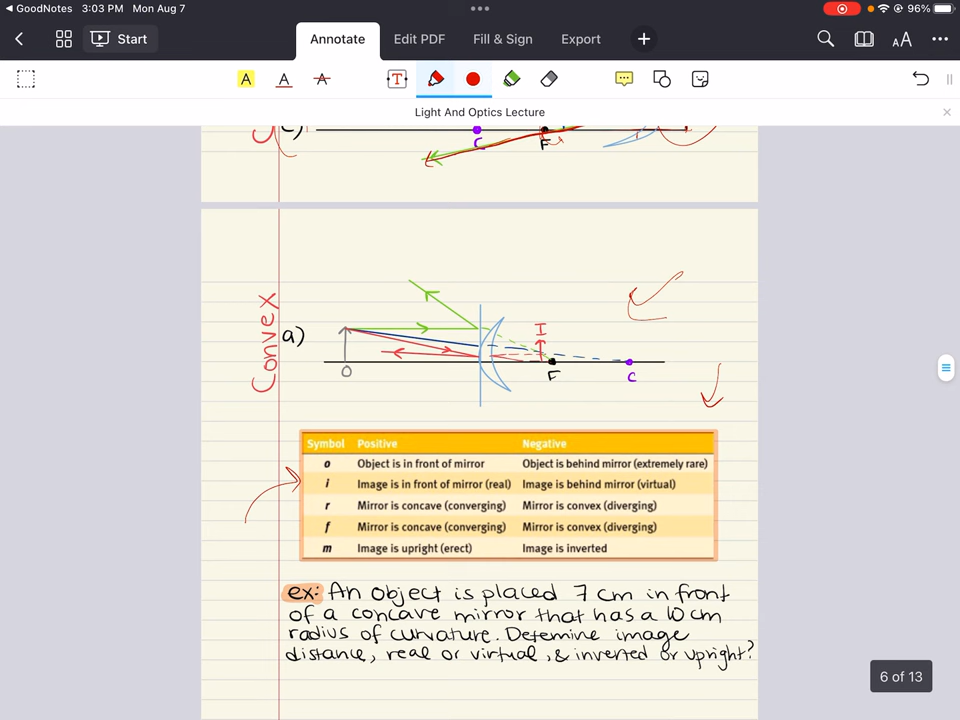 GoodNotes 3:03 PM Mon Aug 7 96%
Start Annotate Edit PDF Fill & Sign Export
A A A T
Light And Optics Lecture
c)
C F
Convex
a)
I
O F C
Symbol Positive Negative
o Object is in front of mirror Object is behind mirror (extremely rare)
i Image is in front of mirror (real) Image is behind mirror (virtual)
r Mirror is concave (converging) Mirror is convex (diverging)
f Mirror is concave (converging) Mirror is convex (diverging)
m Image is upright (erect) Image is inverted
ex: An object is placed 7 cm in front
of a concave mirror that has a 10 cm
radius of curvature. Detemine image
distance, real or virtual, & inverted or upright?
6 of 13